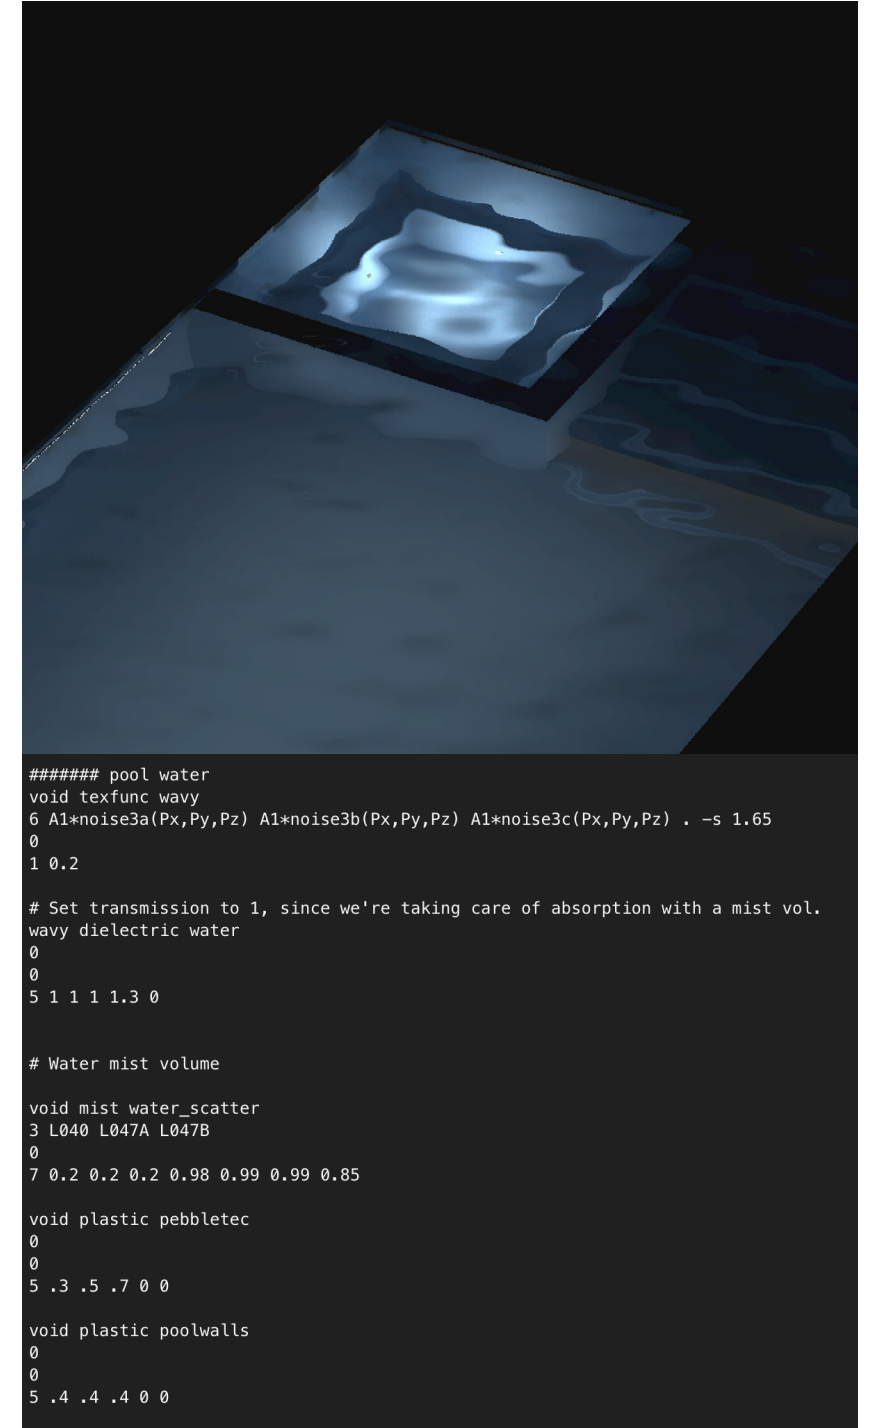 ####### pool water
void texfunc wavy
6 A1*noise3a(Px,Py,Pz) A1*noise3b(Px,Py,Pz) A1*noise3c(Px,Py,Pz) . -s 1.65
0
1 0.2
# Set transmission to 1, since we're taking care of absorption with a mist vol.
wavy dielectric water
0
0
5 1 1 1 1.3 0
# Water mist volume
void mist water_scatter
3 L040 L047A L047B
0
7 0.2 0.2 0.2 0.98 0.99 0.99 0.85
void plastic pebbletec
0
0
5 .3 .5 .7 0 0
void plastic poolwalls
0
0
5 .4 .4 .4 0 0